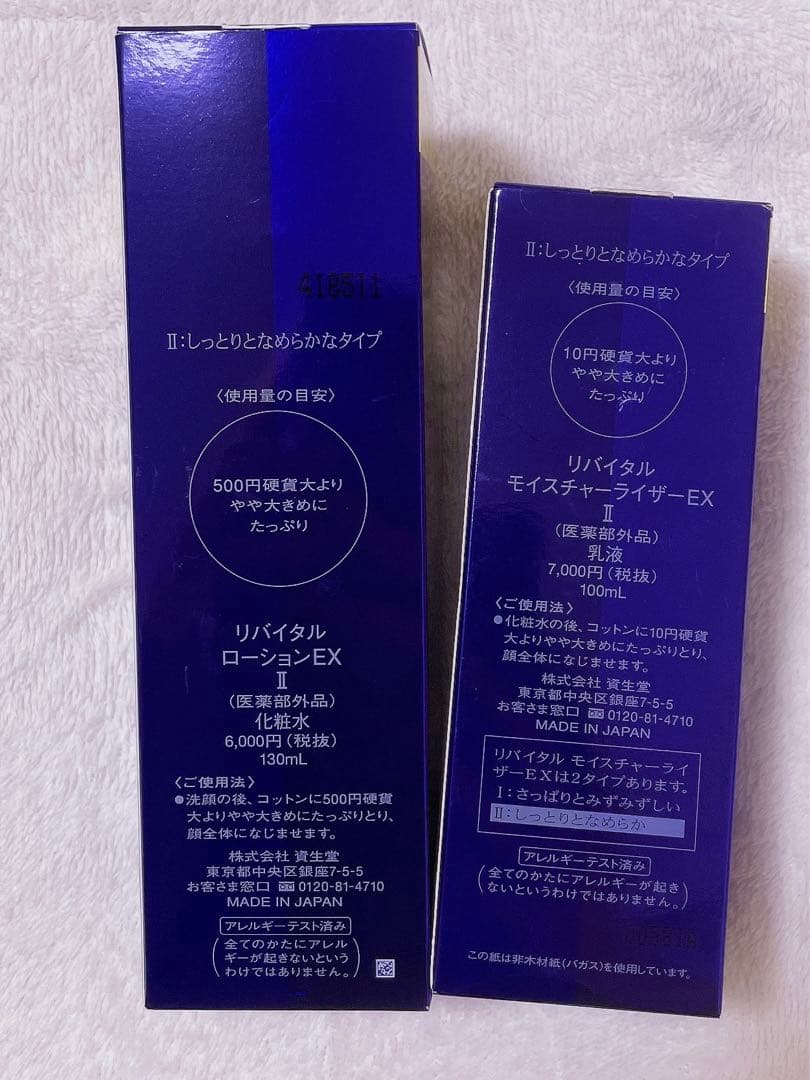 418511
Ⅱ:しっとりとなめらかなタイプ
〈使用量の目安〉
500円硬貨大より
やや大きめに
たっぷり
リバイタル
ローションEX
Ⅱ
(医薬部外品)
化粧水
6,000円(税抜)
130mL
〈ご使用法〉
●洗顔の後、コットンに500円硬貨
大よりやや大きめにたっぷりとり、
顔全体になじませます。
株式会社 資生堂
東京都中央区銀座7-5-5
お客さま窓口 0120-81-4710
MADE IN JAPAN
アレルギーテスト済み
(全てのかたにアレル
ギーが起きないという
わけではありません。)
Ⅱ:しっとりとなめらかなタイプ
〈使用量の目安〉
10円硬貨大より
やや大きめに
たっぷり
リバイタル
モイスチャーライザーEX
Ⅱ
(医薬部外品)
乳液
7,000円(税抜)
100mL
〈ご使用法〉
●化粧水の後、コットンに10円硬貨
大よりやや大きめにたっぷりとり、
顔全体になじませます。
株式会社 資生堂
東京都中央区銀座7-5-5
お客さま窓口 0120-81-4710
MADE IN JAPAN
リバイタル モイスチャーライ
ザーEXは2タイプあります。
Ⅰ:さっぱりとみずみずしい
Ⅱ:しっとりとなめらか
アレルギーテスト済み
(全てのかたにアレルギーが起き
ないというわけではありません。)
この紙は非木材紙(バガス)を使用しています。